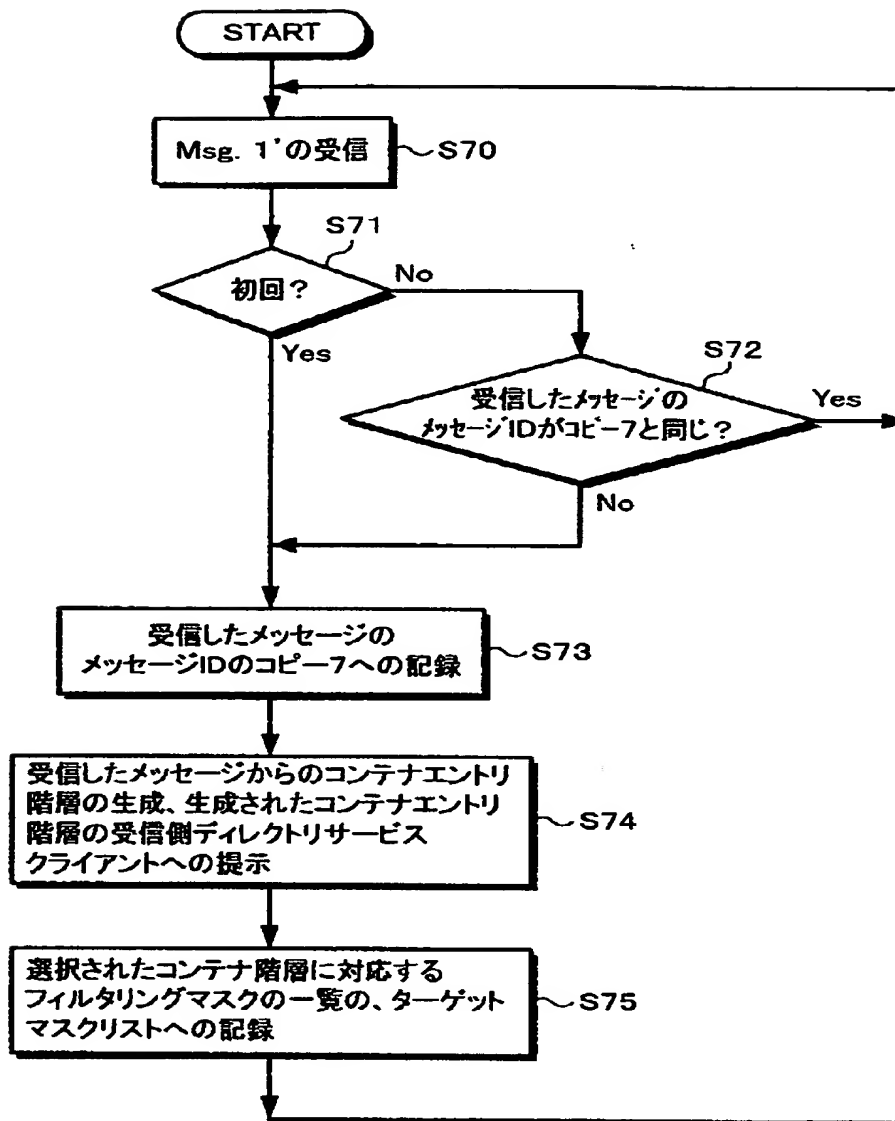 START
Msg. 1'の受信
S70
S71
初回？
No
Yes
S72
受信したメッセージの
メッセージIDがコピー7と同じ？
Yes
No
受信したメッセージの
メッセージIDのコピー7への記録
S73
受信したメッセージからのコンテナエントリ
階層の生成、生成されたコンテナエントリ
階層の受信側ディレクトリサービス
クライアントへの提示
S74
選択されたコンテナ階層に対応する
フィルタリングマスクの一覧の、ターゲット
マスクリストへの記録
S75